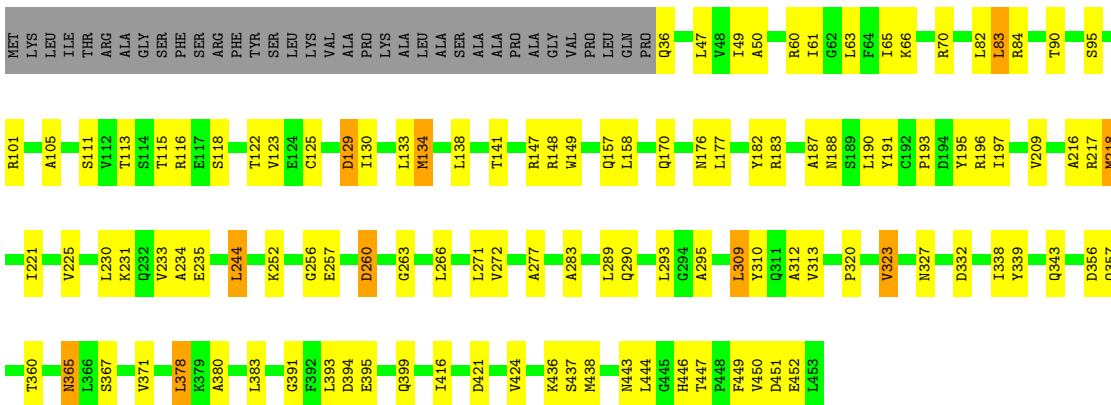 MET LYS LEU ILE THR ARG ALA GLY SER PHE SER ARG PHE TYR SER LEU LYS VAL ALA PRO LYS ALA LEU ALA SER ALA ALA PRO ALA GLY VAL PRO LEU GLN PRO Q36 L47 V48 I49 A50 R60 I61 G62 L63 F64 I65 K66 R70 L82 L83 R84 T90 S95
R101 A105 S111 V112 T113 S114 T115 R116 E117 S118 T122 V123 E124 C125 D129 I130 L133 M134 L138 T141 R147 R148 W149 Q157 L158 Q170 N176 L177 Y182 R183 A187 N188 S189 L190 Y191 C192 P193 D194 Y195 R196 I197 V209 A216 R217 M218
I221 V225 L230 K231 Q232 V233 A234 E235 L244 K252 G256 E257 D260 G263 L266 L271 V272 A277 A283 L289 Q290 L293 G294 A295 L309 Y310 Q311 A312 V313 P320 V323 N327 D332 I338 Y339 Q343 D356
T360 N365 L366 S367 V371 L378 K379 A380 L383 G391 F392 L393 D394 E395 Q399 I416 D421 V424 K436 S437 M438 N443 L444 G445 H446 T447 P448 F449 V450 D451 E452 L453